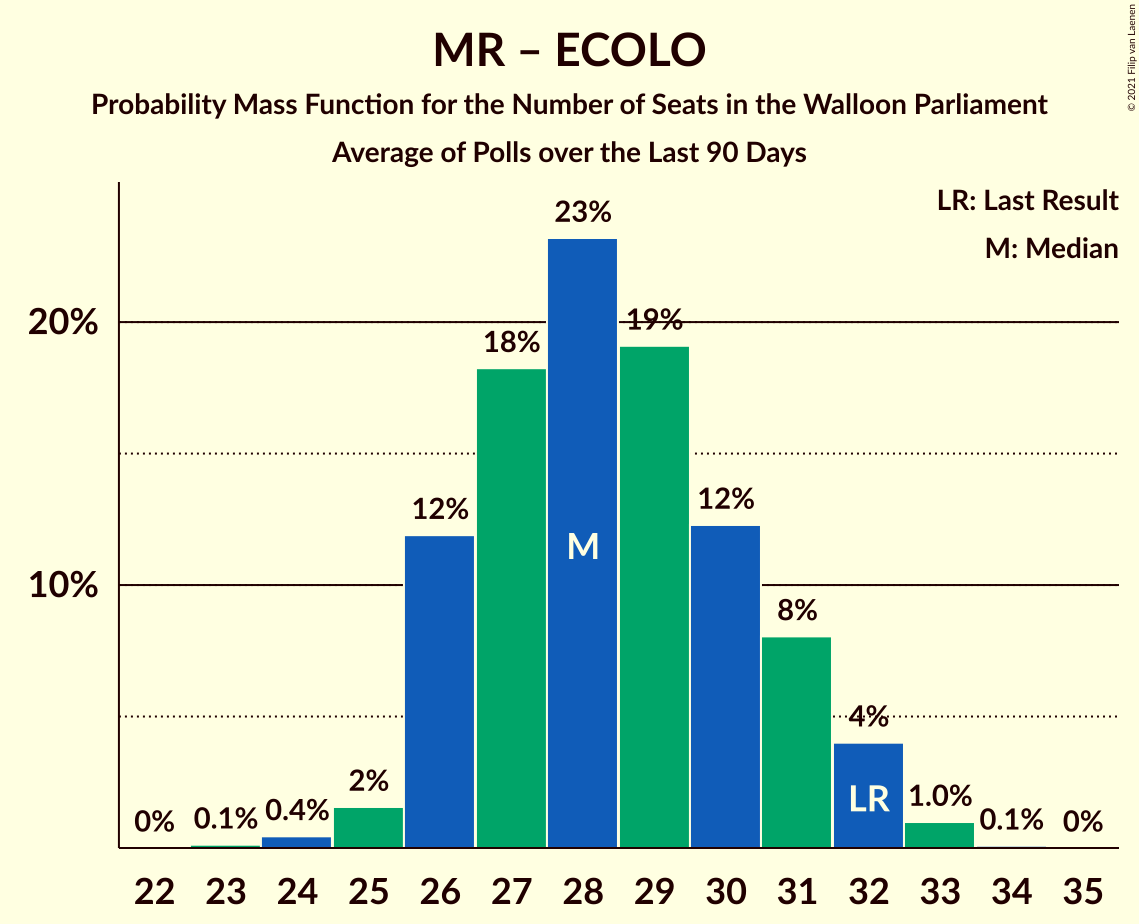 MR – ECOLO
Probability Mass Function for the Number of Seats in the Walloon Parliament
Average of Polls over the Last 90 Days
© 2021 Filip van Laenen
LR: Last Result
M: Median
20%
10%
0%
0.1%
0.4%
2%
12%
18%
23%
19%
12%
8%
4%
1.0%
0.1%
0%
M
LR
22 23 24 25 26 27 28 29 30 31 32 33 34 35